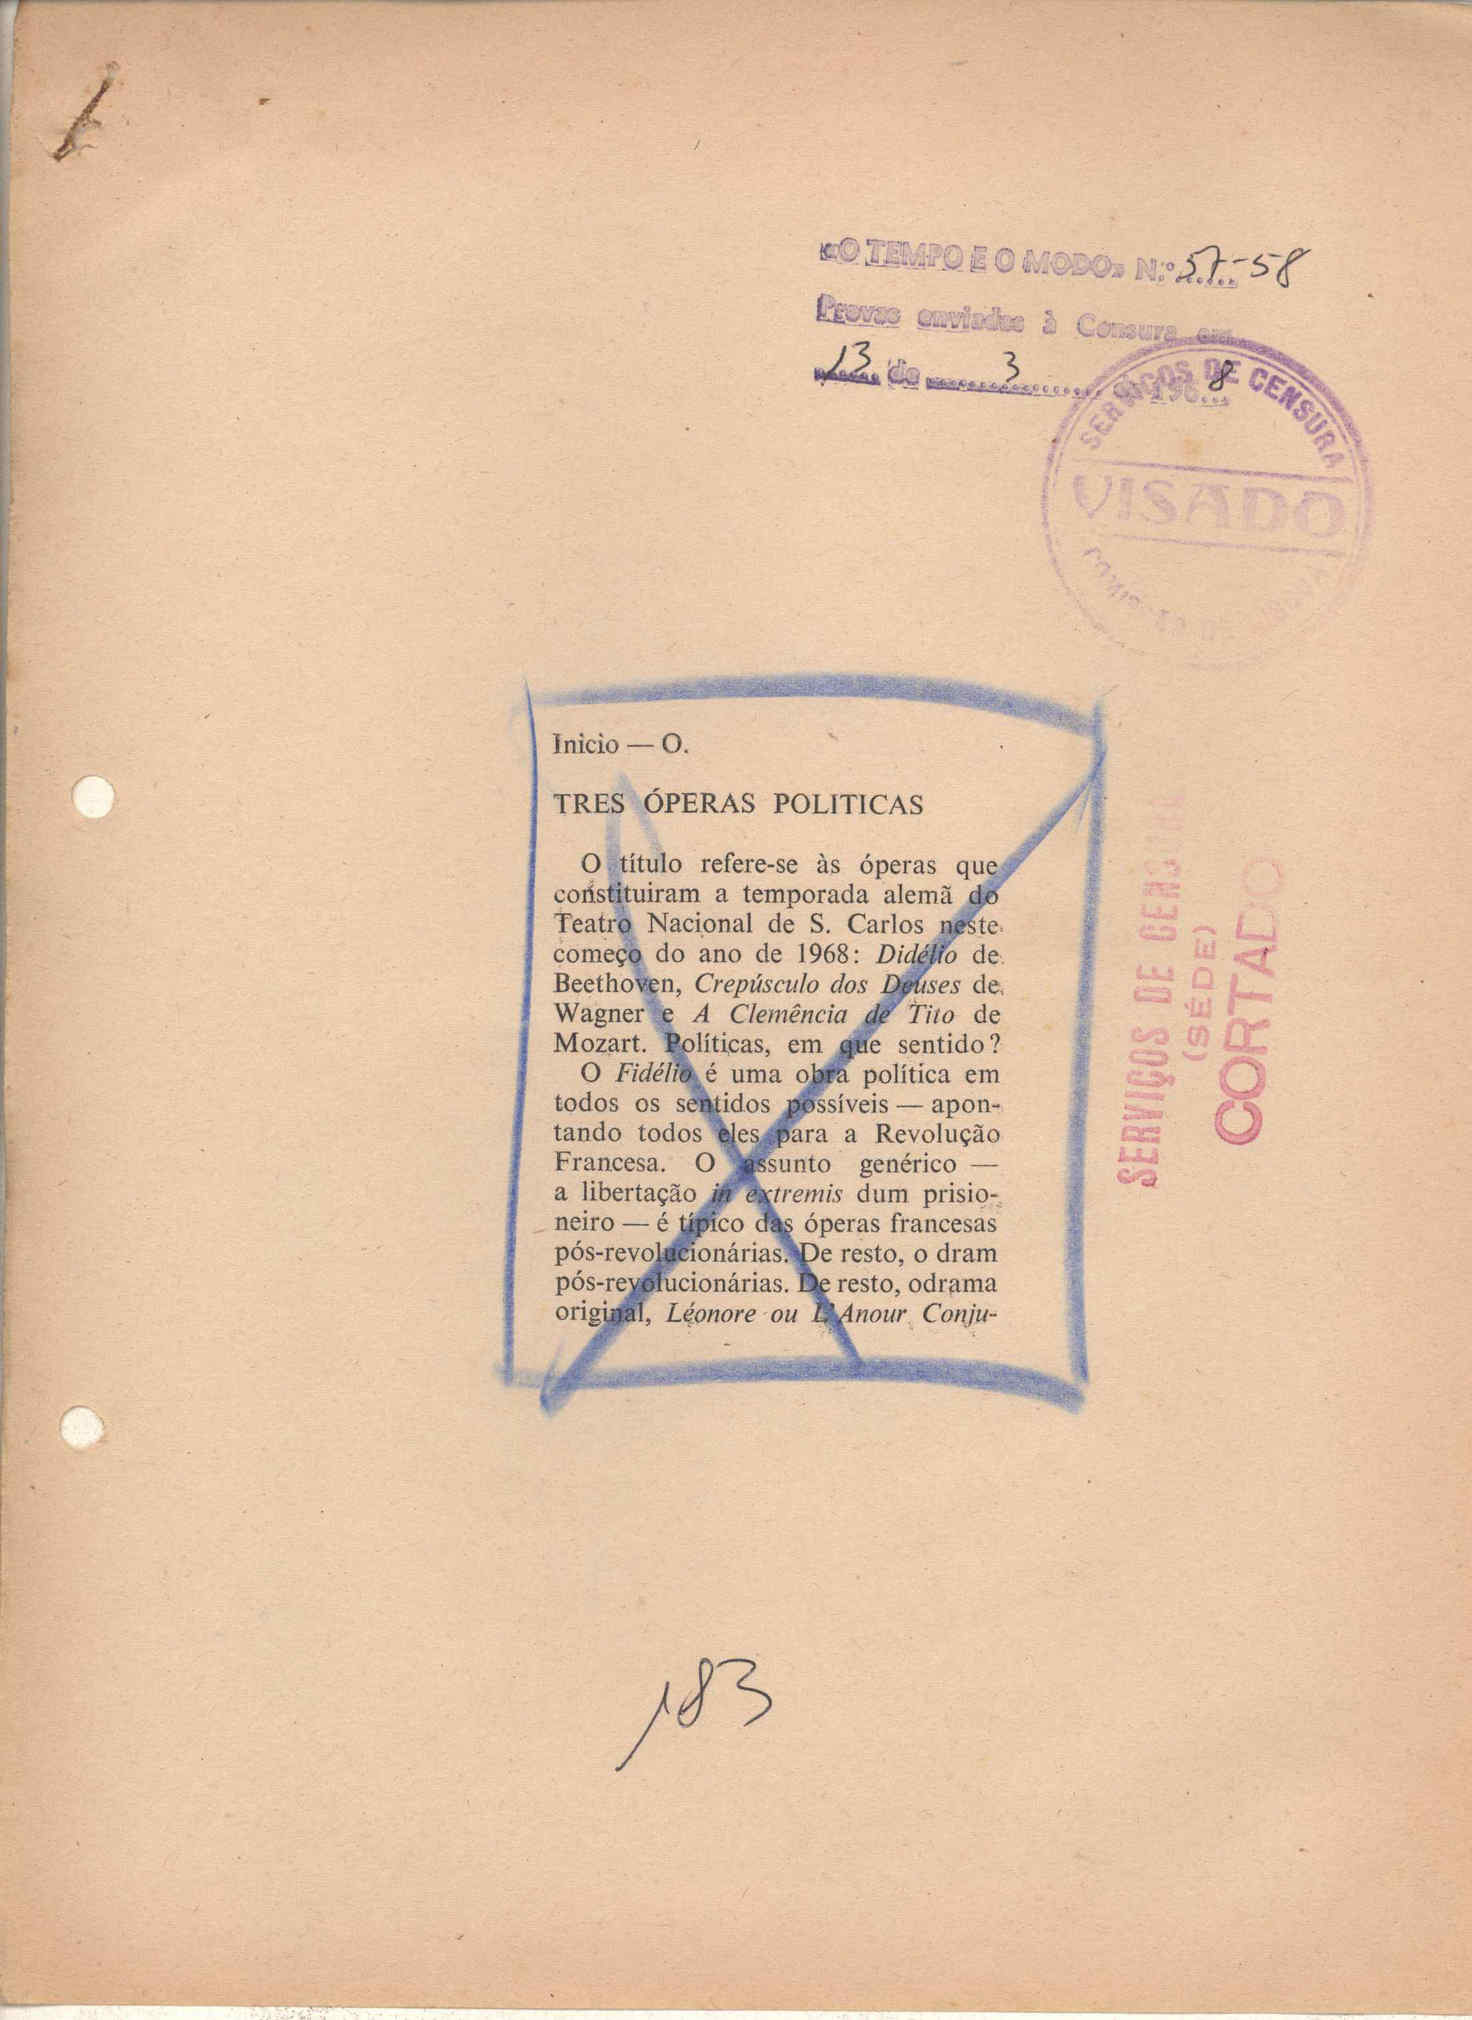 «O TEMPO E O MODO» N.º 57-58
Provas enviadas à Censura em
13 de 3 de 1968
SERVIÇOS DE CENSURA
VISADO
Inicio — O.
TRES ÓPERAS POLITICAS
O título refere-se às óperas que
constituiram a temporada alemã do
Teatro Nacional de S. Carlos neste
começo do ano de 1968: Didélio de
Beethoven, Crepúsculo dos Deuses de
Wagner e A Clemência de Tito de
Mozart. Políticas, em que sentido?
O Fidélio é uma obra política em
todos os sentidos possíveis — apon-
tando todos eles para a Revolução
Francesa. O assunto genérico —
a libertação in extremis dum prisio-
neiro — é típico das óperas francesas
pós-revolucionárias. De resto, o dram
pós-revolucionárias. De resto, odrama
original, Léonore ou L'Anour Conju-
SERVIÇOS DE CENSURA
(SÉDE)
CORTADO
183